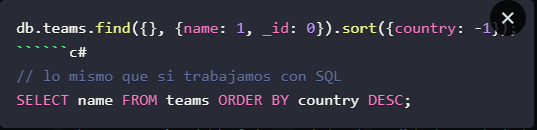 db.teams.find({}, {name: 1, _id: 0}).sort({country: -1});
``````c#
// lo mismo que si trabajamos con SQL
SELECT name FROM teams ORDER BY country DESC;